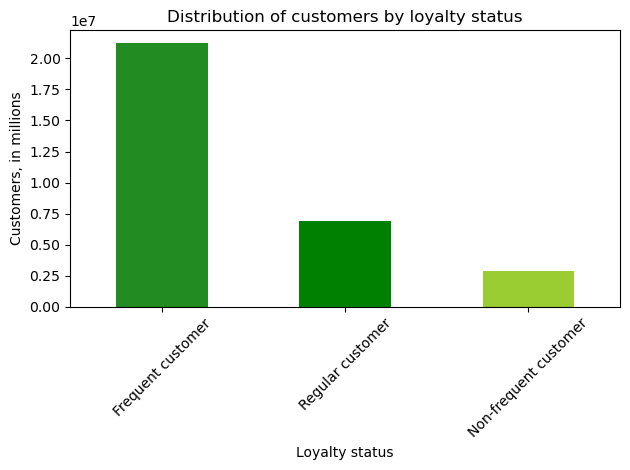 Distribution of customers by loyalty status
1e7
2.00
1.75
1.50
1.25
1.00
0.75
0.50
0.25
0.00
Customers, in millions
Frequent customer
Regular customer
Non-frequent customer
Loyalty status